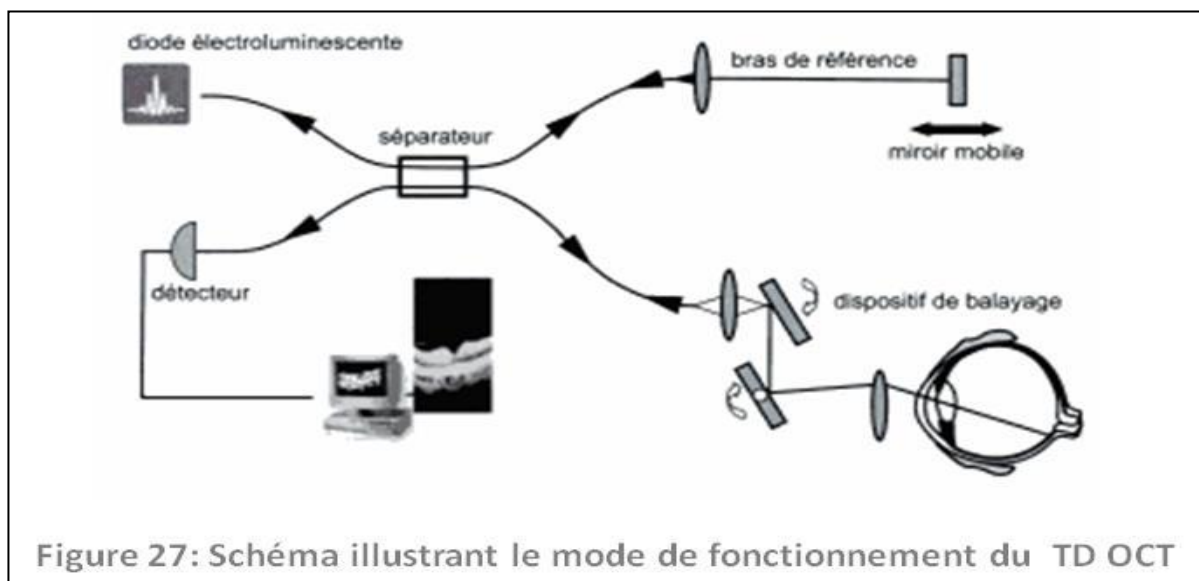 diode électroluminescente
bras de référence
séparateur
miroir mobile
détecteur
dispositif de balayage
Figure 27: Schéma illustrant le mode de fonctionnement du TD OCT